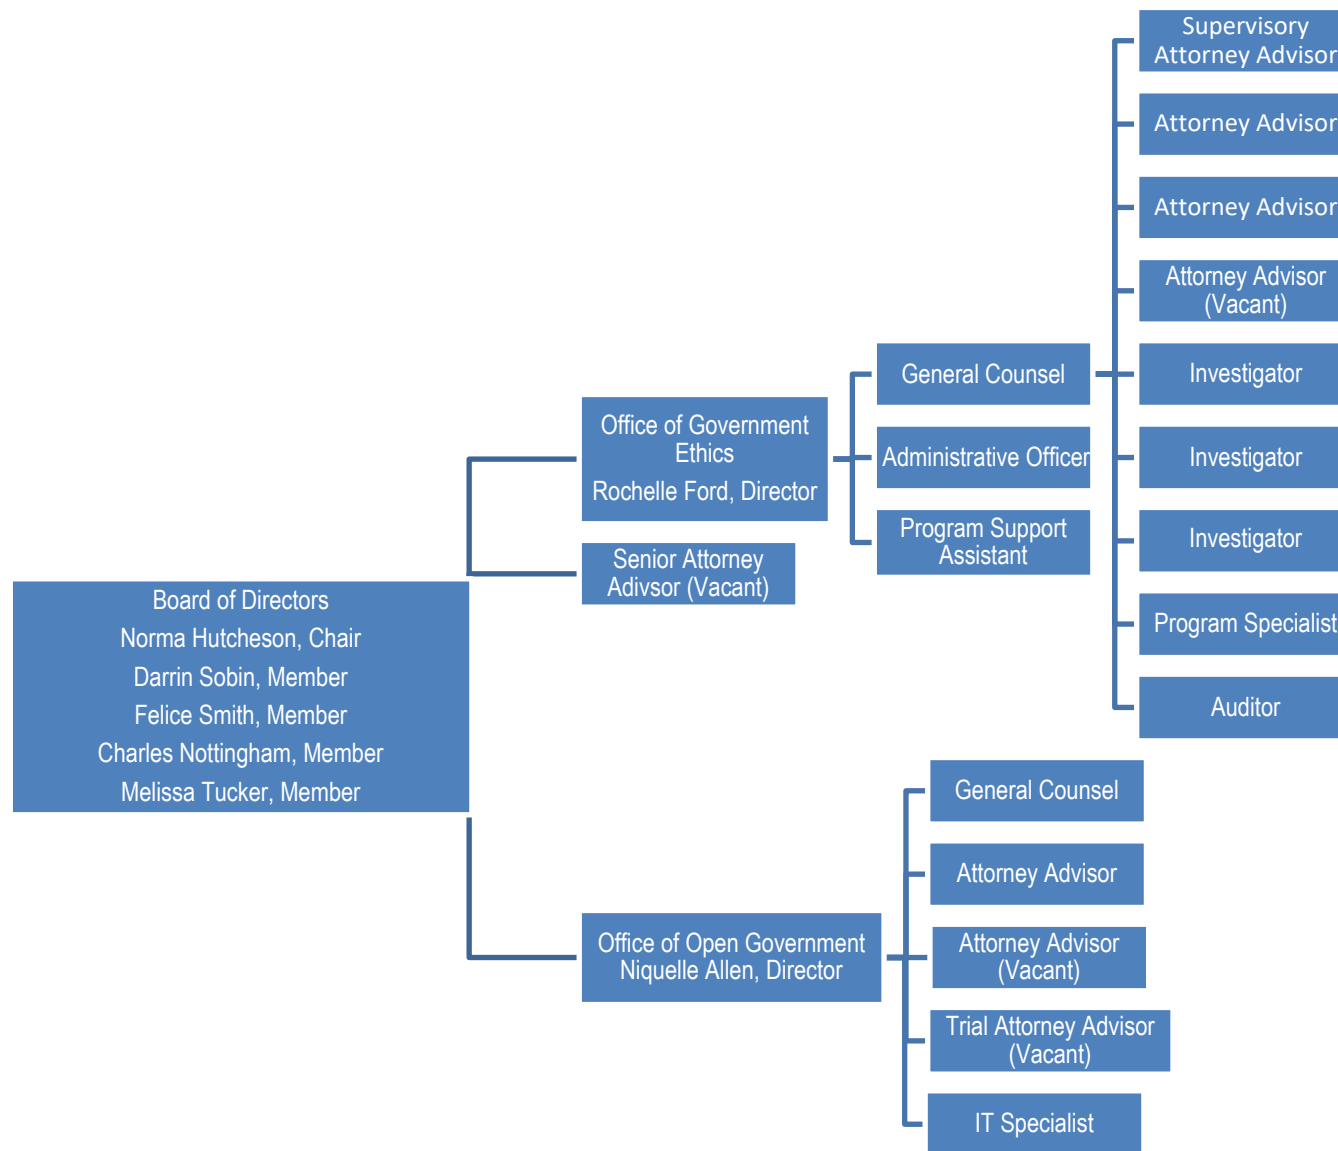 Board of Directors
Norma Hutcheson, Chair
Darrin Sobin, Member
Felice Smith, Member
Charles Nottingham, Member
Melissa Tucker, Member
Office of Government
Ethics
Rochelle Ford, Director
Senior Attorney
Adivsor (Vacant)
General Counsel
Administrative Officer
Program Support
Assistant
Supervisory
Attorney Advisor
Attorney Advisor
Attorney Advisor
Attorney Advisor
(Vacant)
Investigator
Investigator
Investigator
Program Specialist
Auditor
Office of Open Government
Niquelle Allen, Director
General Counsel
Attorney Advisor
Attorney Advisor
(Vacant)
Trial Attorney Advisor
(Vacant)
IT Specialist